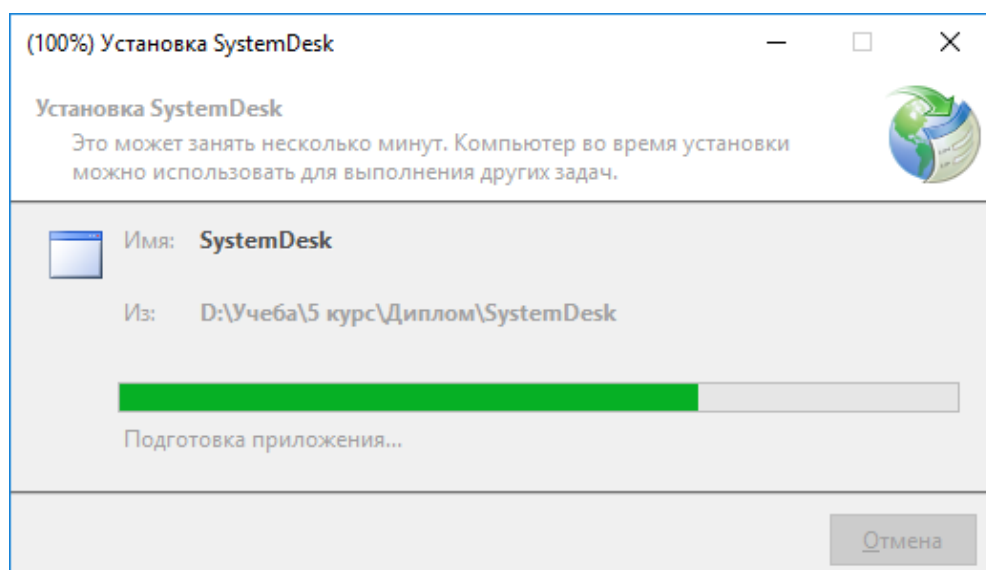 (100%) Установка SystemDesk
Установка SystemDesk
Это может занять несколько минут. Компьютер во время установки
можно использовать для выполнения других задач.
Имя: SystemDesk
Из: D:\Учеба\5 курс\Диплом\SystemDesk
Подготовка приложения...
Отмена